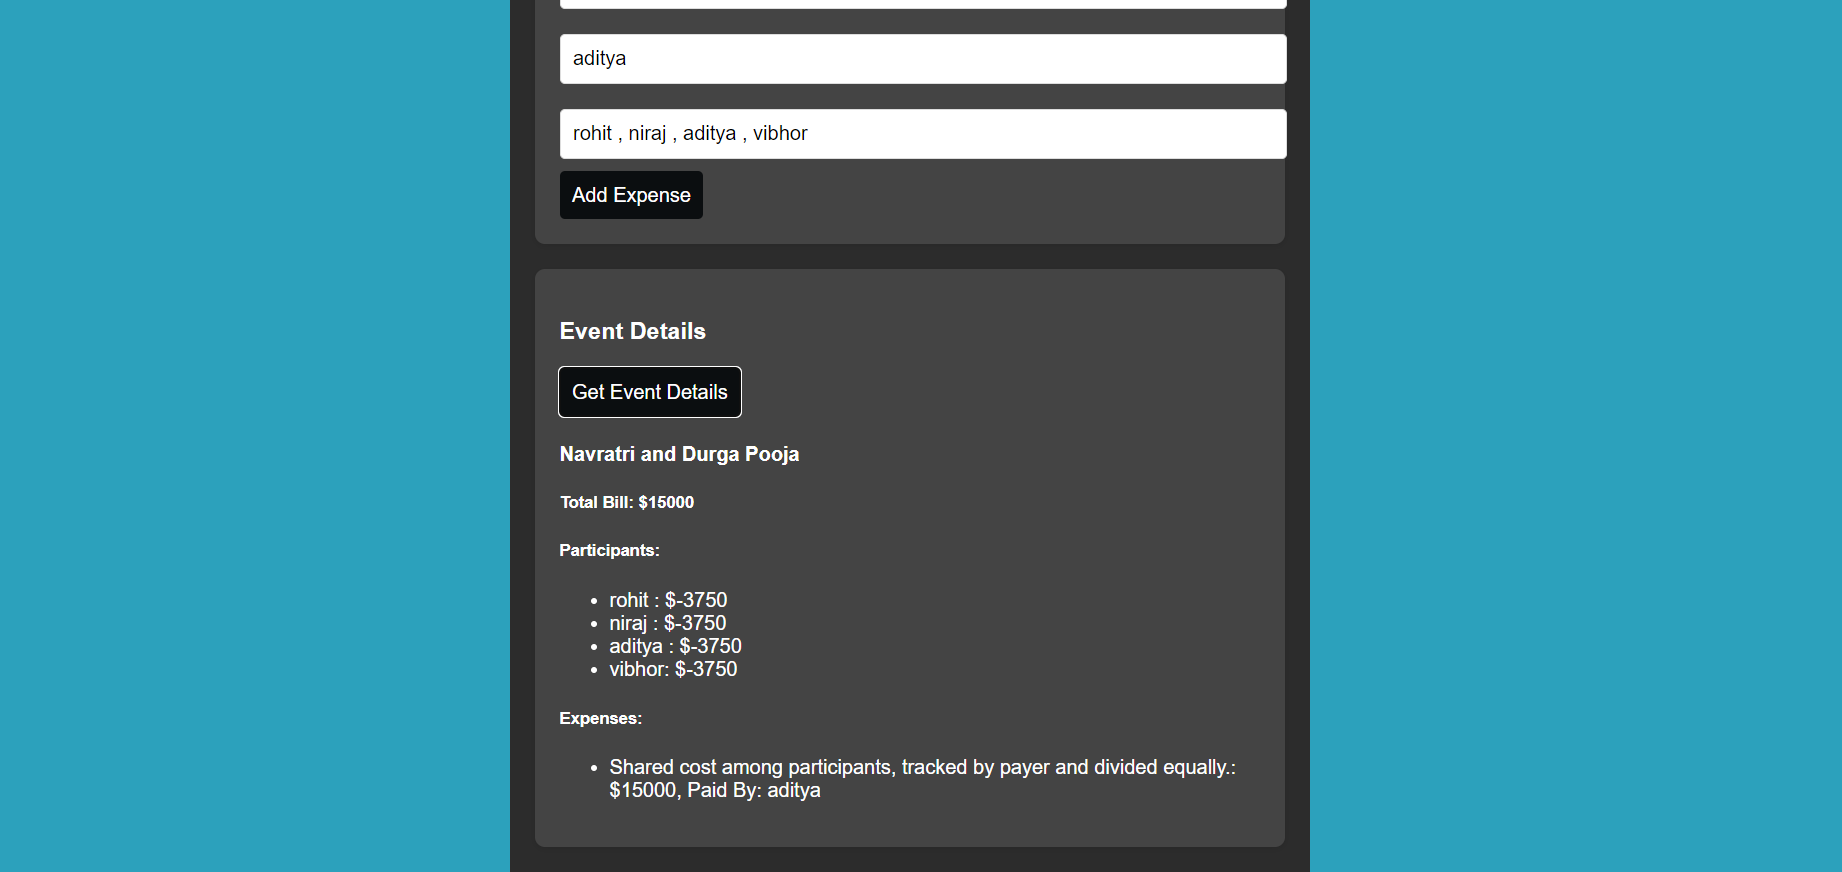 aditya
rohit , niraj , aditya , vibhor
Add Expense
Event Details
Get Event Details
Navratri and Durga Pooja
Total Bill: $15000
Participants:
• rohit : $-3750
• niraj : $-3750
• aditya : $-3750
• vibhor: $-3750
Expenses:
• Shared cost among participants, tracked by payer and divided equally.:
$15000, Paid By: aditya